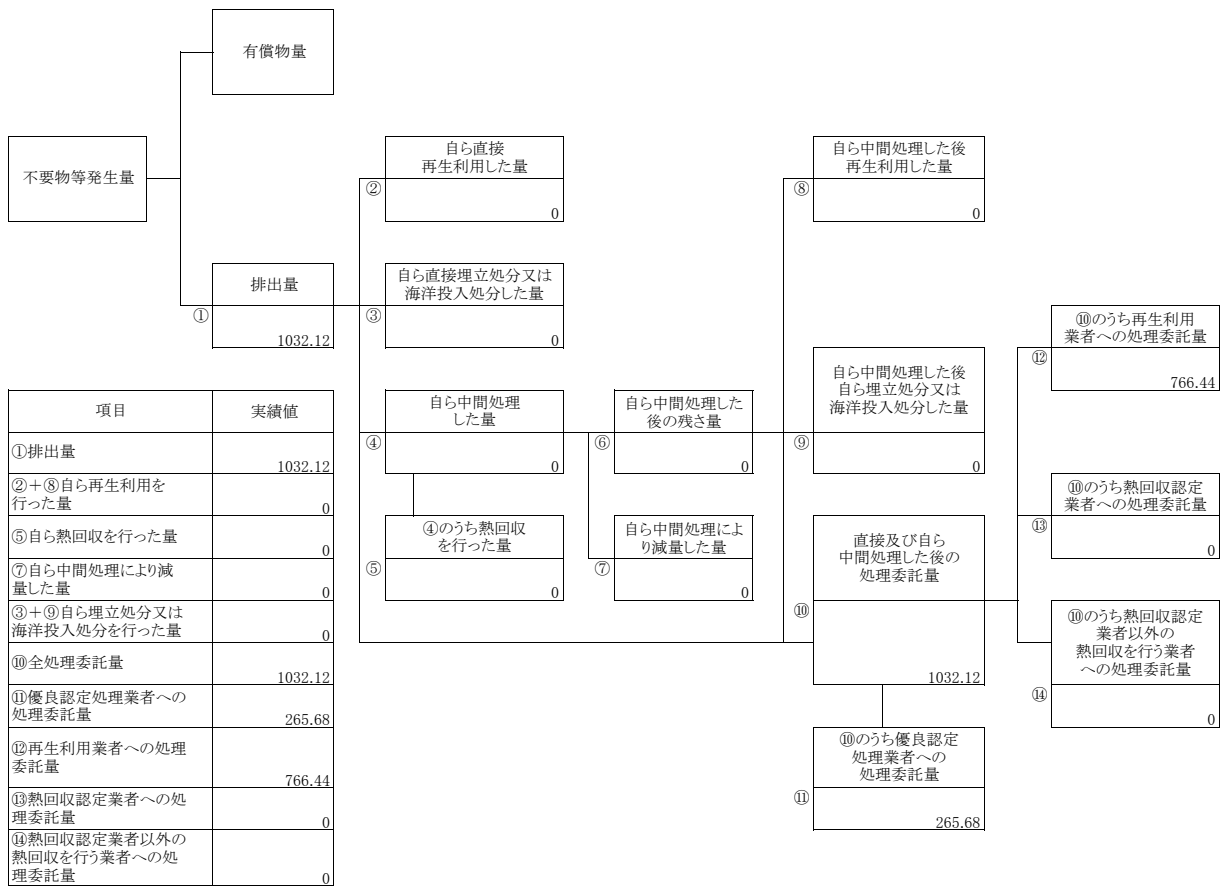 有償物量
不要物等発生量
排出量
①
1032.12
自ら直接
再生利用した量
②
0
自ら直接埋立処分又は
海洋投入処分した量
③
0
自ら中間処理
した量
④
0
④のうち熱回収
を行った量
⑤
0
自ら中間処理した
後の残さ量
⑥
0
自ら中間処理によ
り減量した量
⑦
0
自ら中間処理した後
再生利用した量
⑧
0
自ら中間処理した後
自ら埋立処分又は
海洋投入処分した量
⑨
0
直接及び自ら
中間処理した後の
処理委託量
⑩
1032.12
⑩のうち優良認定
処理業者への
処理委託量
⑪
265.68
⑩のうち再生利用
業者への処理委託量
⑫
766.44
⑩のうち熱回収認定
業者への処理委託量
⑬
0
⑩のうち熱回収認定
業者以外の
熱回収を行う業者
への処理委託量
⑭
0
項目 実績値
①排出量
1032.12
②＋⑧自ら再生利用を
行った量
0
⑤自ら熱回収を行った量
0
⑦自ら中間処理により減
量した量
0
③＋⑨自ら埋立処分又は
海洋投入処分を行った量
0
⑩全処理委託量
1032.12
⑪優良認定処理業者への
処理委託量
265.68
⑫再生利用業者への処理
委託量
766.44
⑬熱回収認定業者への処
理委託量
0
⑭熱回収認定業者以外の
熱回収を行う業者への処
理委託量
0